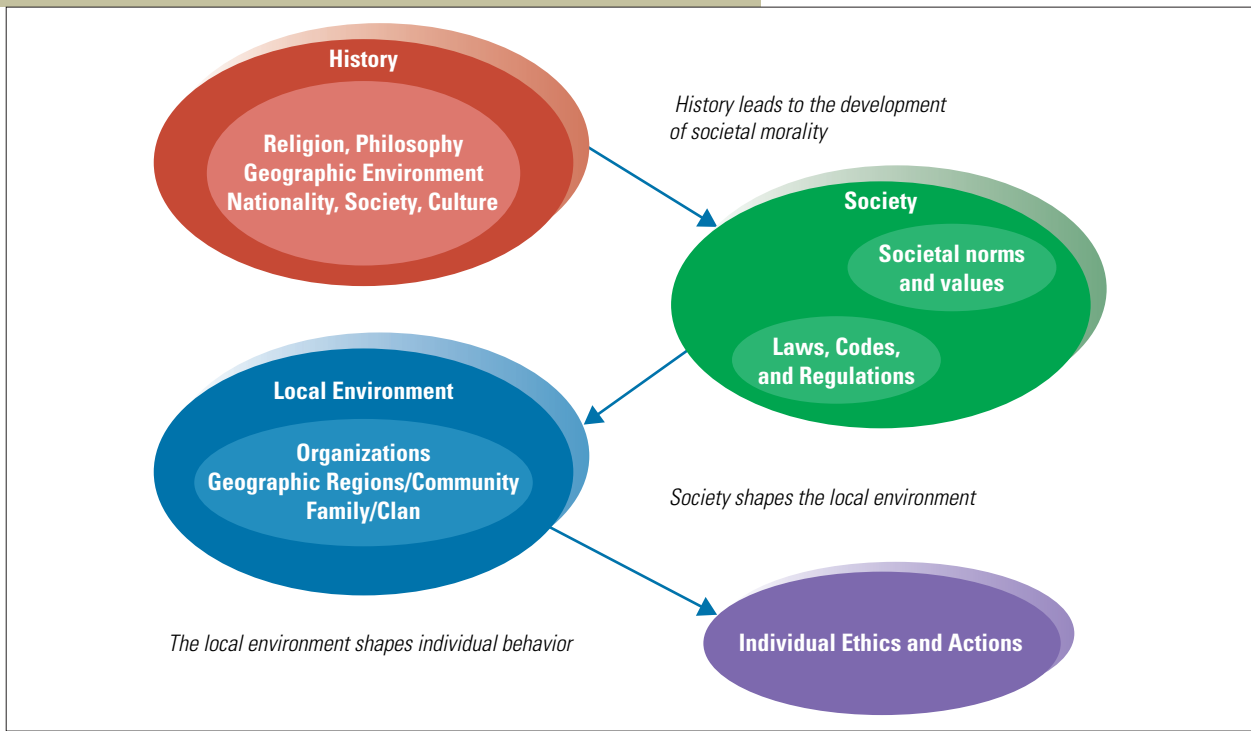 History
Religion, Philosophy
Geographic Environment
Nationality, Society, Culture
History leads to the development
of societal morality
Society
Societal norms
and values
Laws, Codes,
and Regulations
Local Environment
Organizations
Geographic Regions/Community
Family/Clan
Society shapes the local environment
The local environment shapes individual behavior
Individual Ethics and Actions